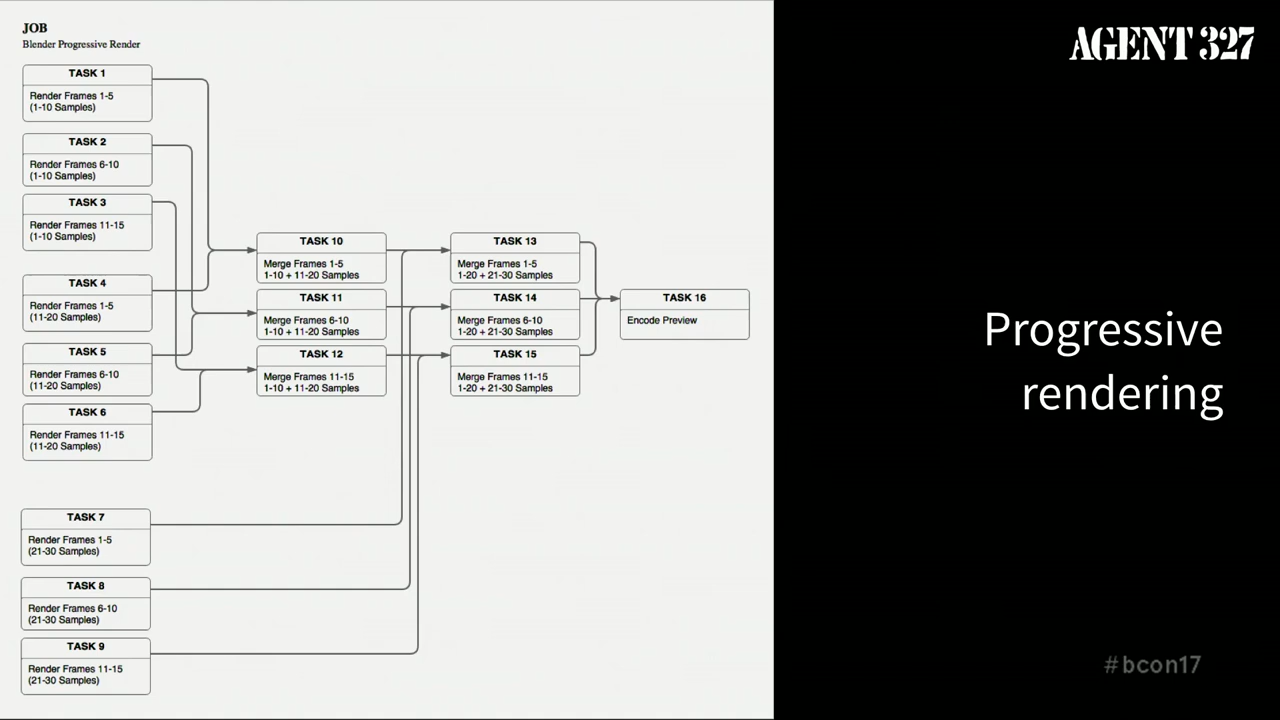 JOB
Blender Progressive Render
TASK 1
Render Frames 1-5
(1-10 Samples)
TASK 2
Render Frames 6-10
(1-10 Samples)
TASK 3
Render Frames 11-15
(1-10 Samples)
TASK 4
Render Frames 1-5
(11-20 Samples)
TASK 5
Render Frames 6-10
(11-20 Samples)
TASK 6
Render Frames 11-15
(11-20 Samples)
TASK 7
Render Frames 1-5
(21-30 Samples)
TASK 8
Render Frames 6-10
(21-30 Samples)
TASK 9
Render Frames 11-15
(21-30 Samples)
TASK 10
Merge Frames 1-5
1-10 + 11-20 Samples
TASK 11
Merge Frames 6-10
1-10 + 11-20 Samples
TASK 12
Merge Frames 11-15
1-10 + 11-20 Samples
TASK 13
Merge Frames 1-5
1-20 + 21-30 Samples
TASK 14
Merge Frames 6-10
1-20 + 21-30 Samples
TASK 15
Merge Frames 11-15
1-20 + 21-30 Samples
TASK 16
Encode Preview
AGENT 327
Progressive
rendering
#bcon17